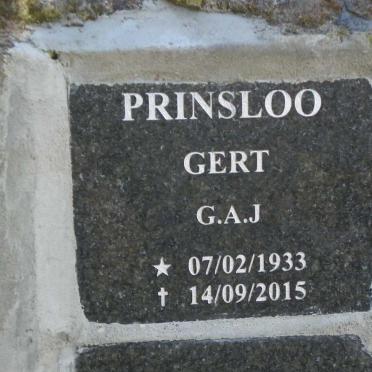 PRINSLOO
GERT
G.A.J
★ 07/02/1933
✝ 14/09/2015